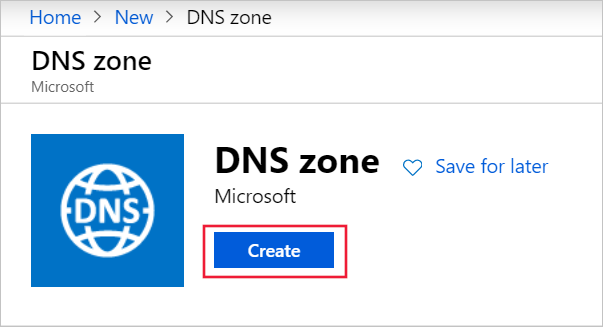 Home > New > DNS zone
DNS zone
Microsoft
DNS
DNS zone
Save for later
Microsoft
Create